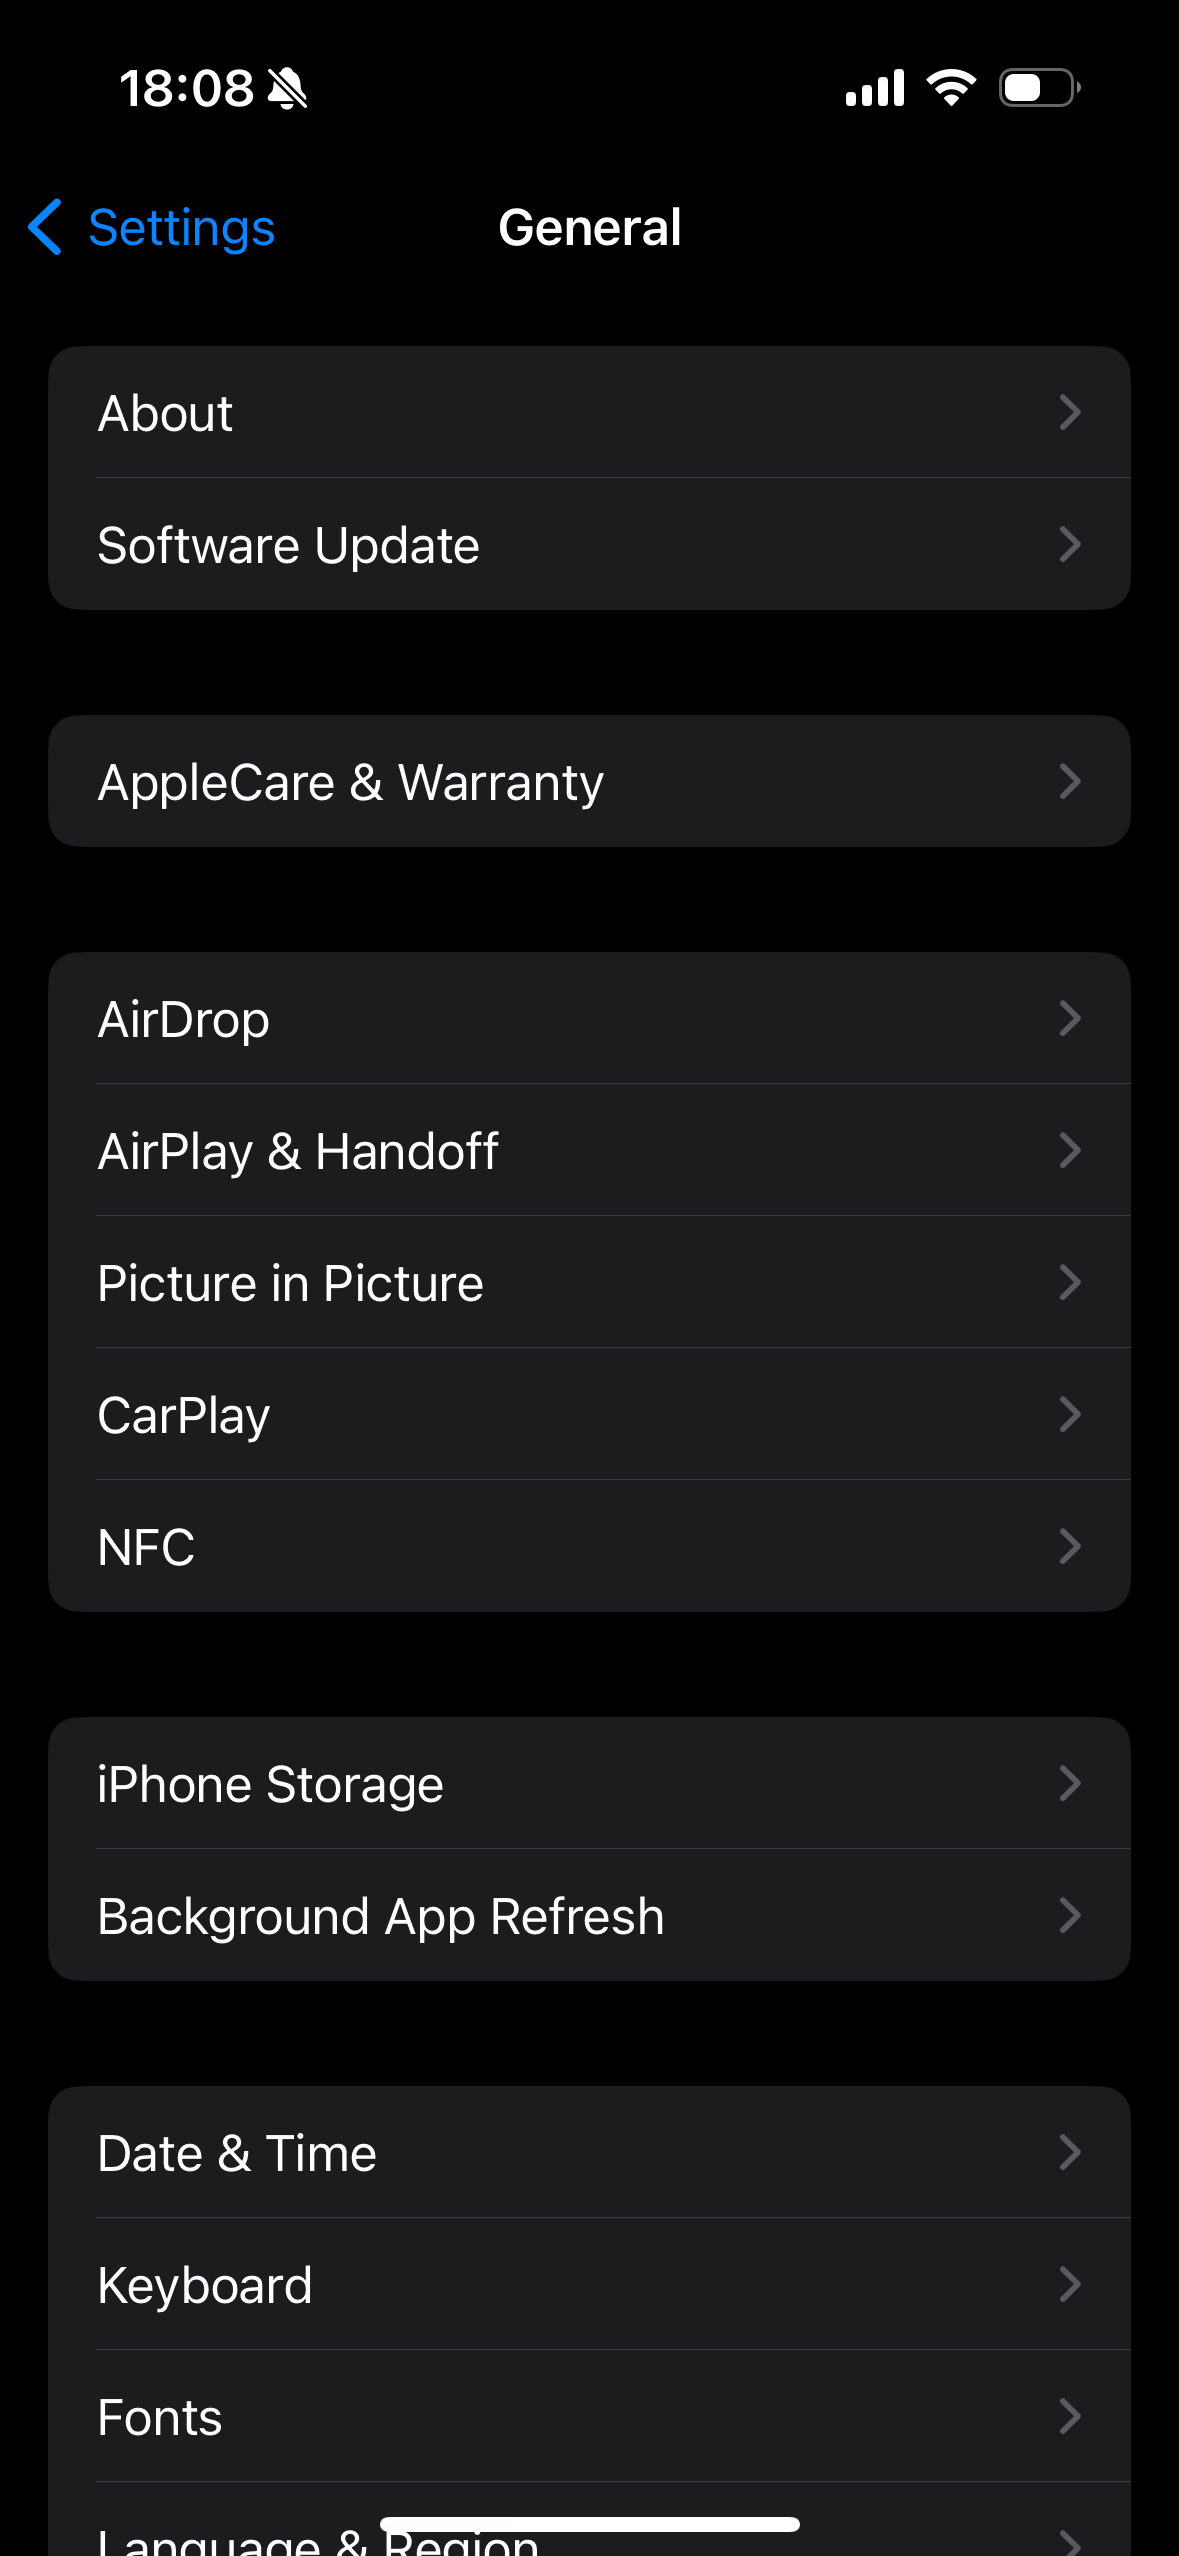 18:08
Settings
General
About
Software Update
AppleCare & Warranty
AirDrop
AirPlay & Handoff
Picture in Picture
CarPlay
NFC
iPhone Storage
Background App Refresh
Date & Time
Keyboard
Fonts
Language & Region